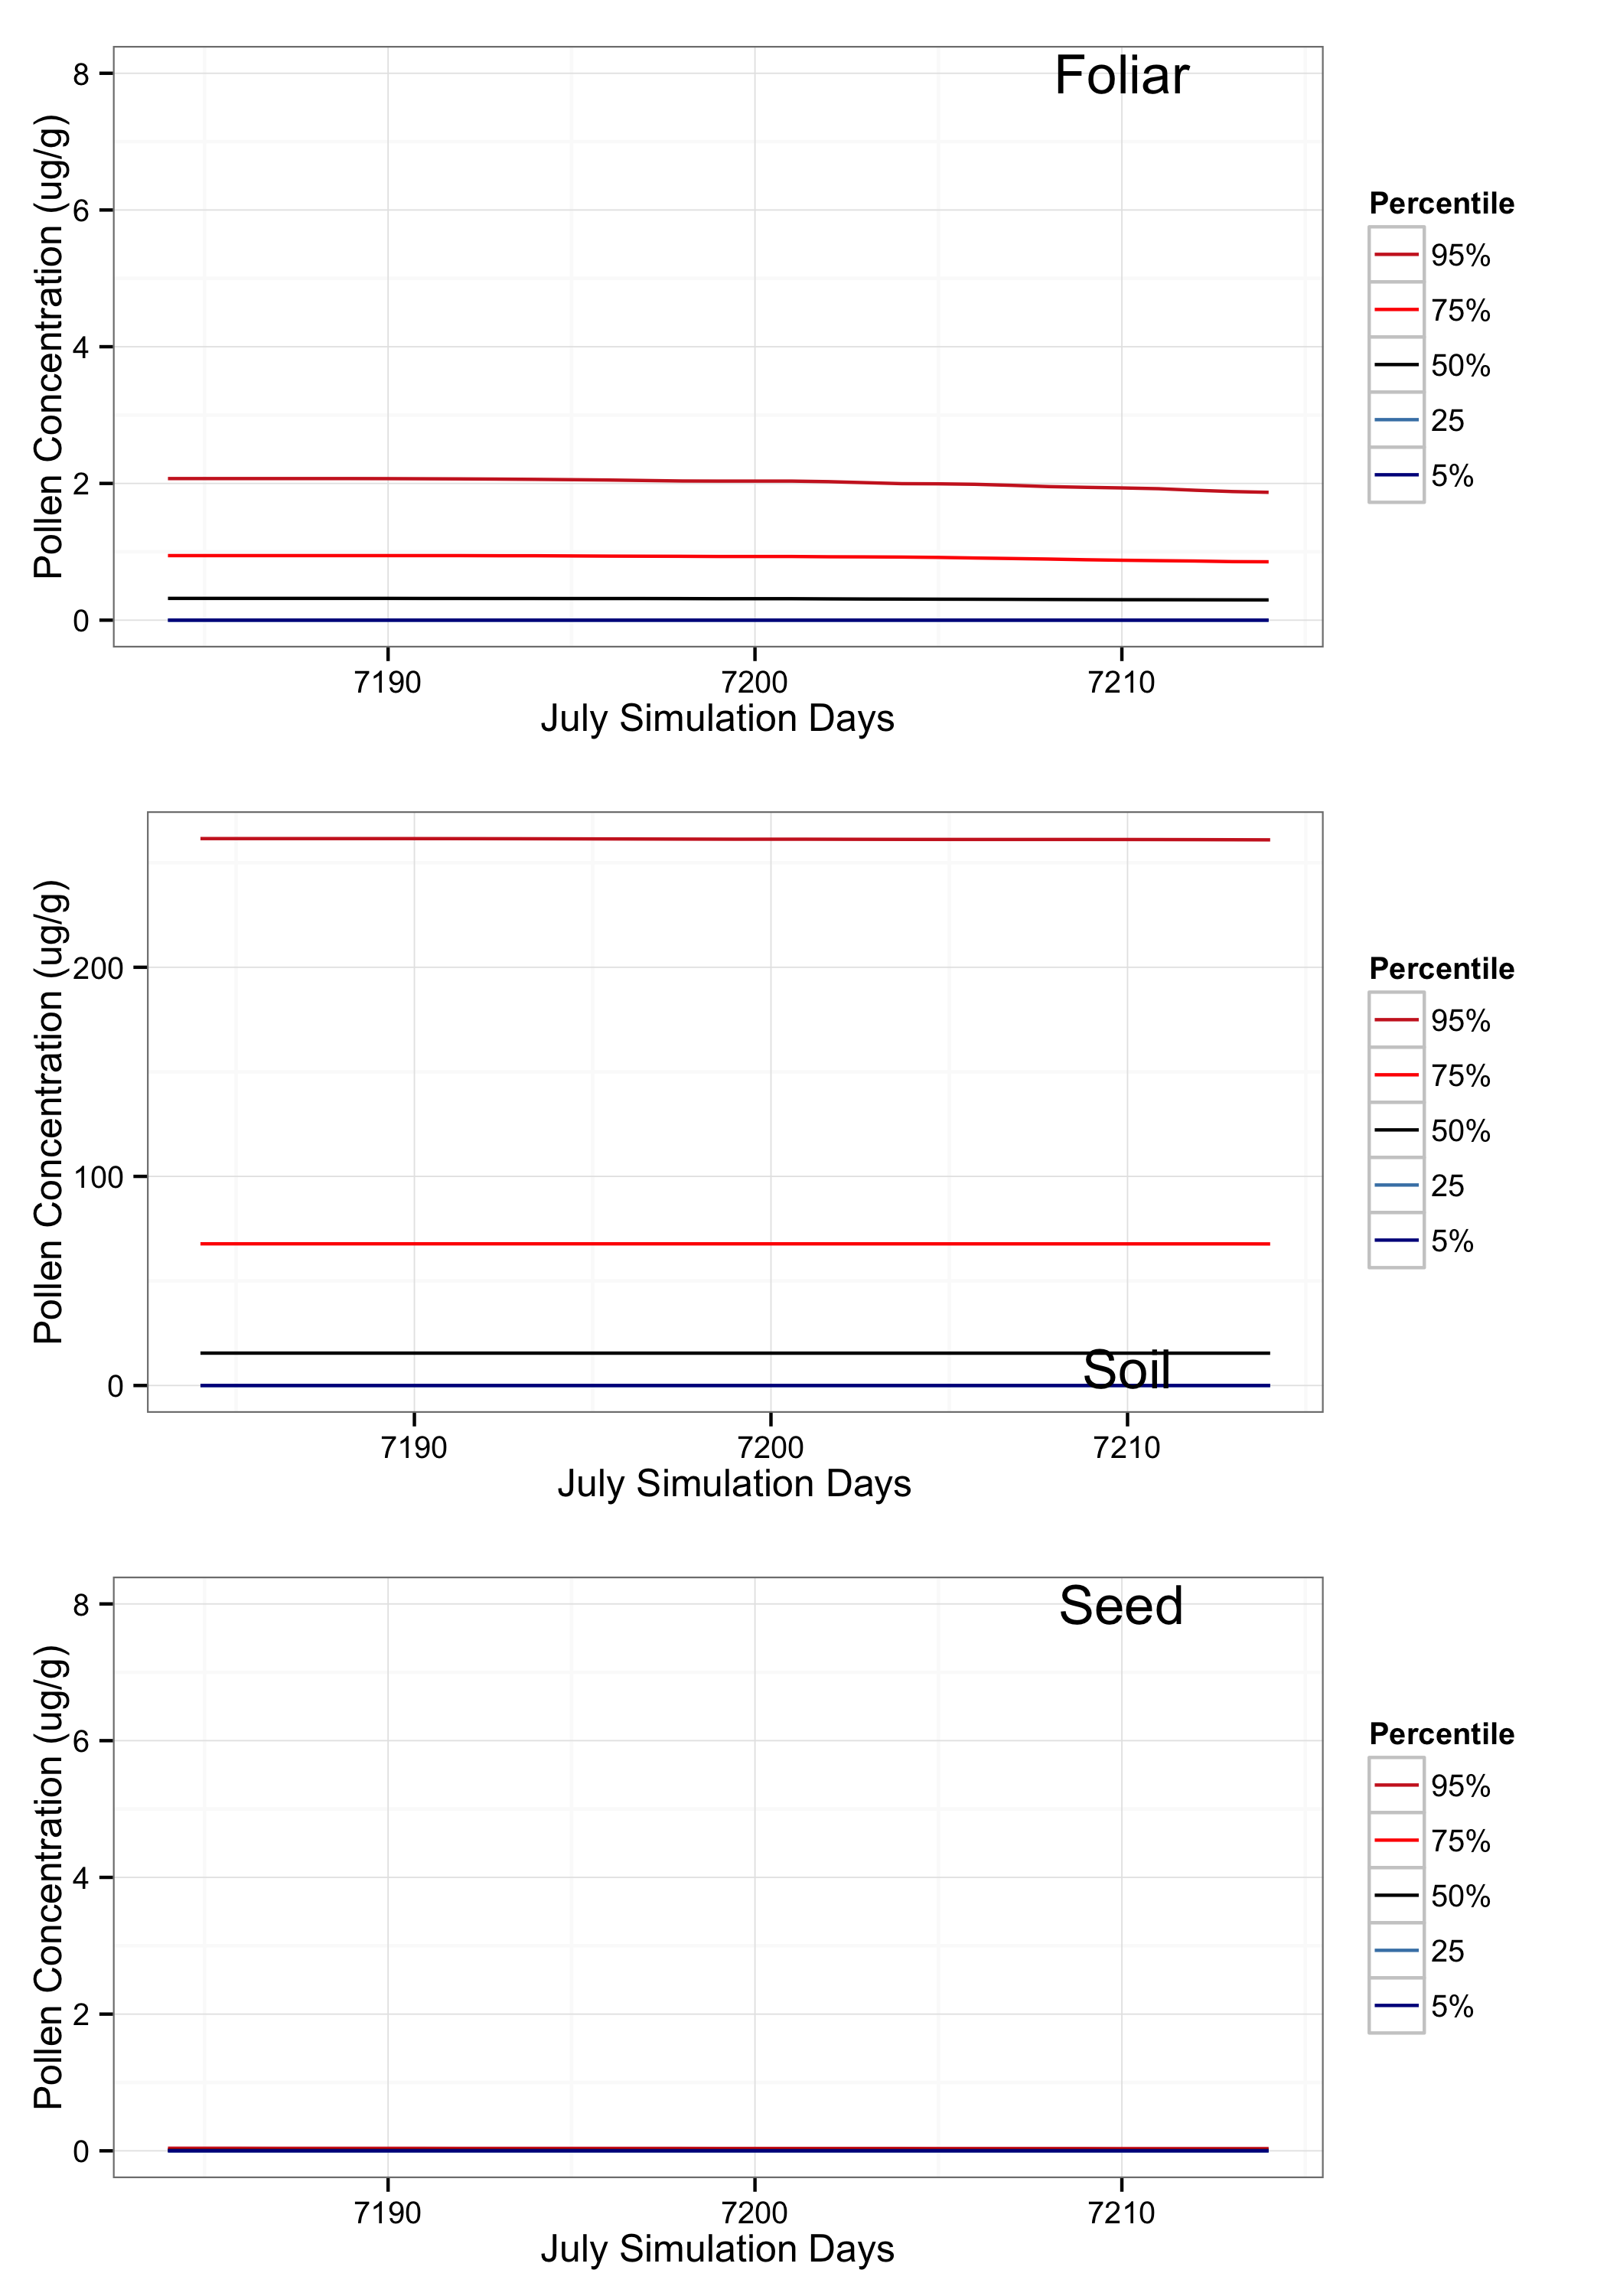 Foliar
8
6
4
2
0
Pollen Concentration (ug/g)
7190 7200 7210
July Simulation Days
Percentile
95%
75%
50%
25
5%
200
100
0
Pollen Concentration (ug/g)
Soil
7190 7200 7210
July Simulation Days
Percentile
95%
75%
50%
25
5%
Seed
8
6
4
2
0
Pollen Concentration (ug/g)
7190 7200 7210
July Simulation Days
Percentile
95%
75%
50%
25
5%